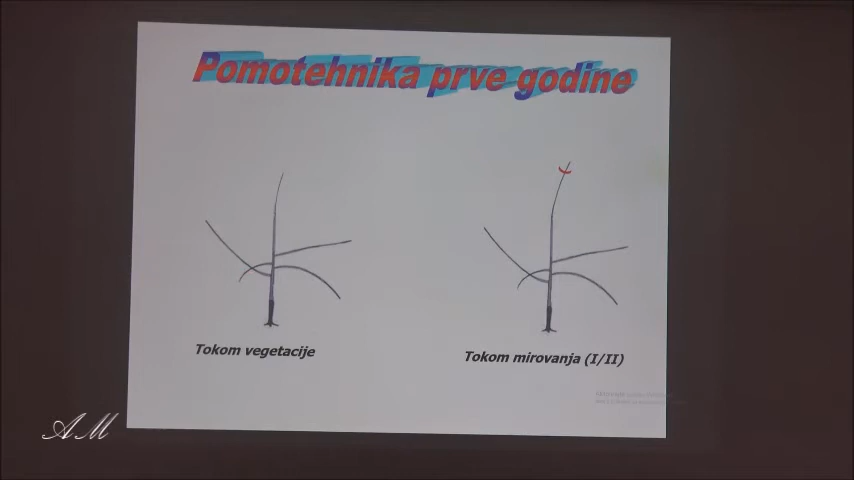 Pomotehnika prve godine
Tokom vegetacije
Tokom mirovanja (I/II)
AM